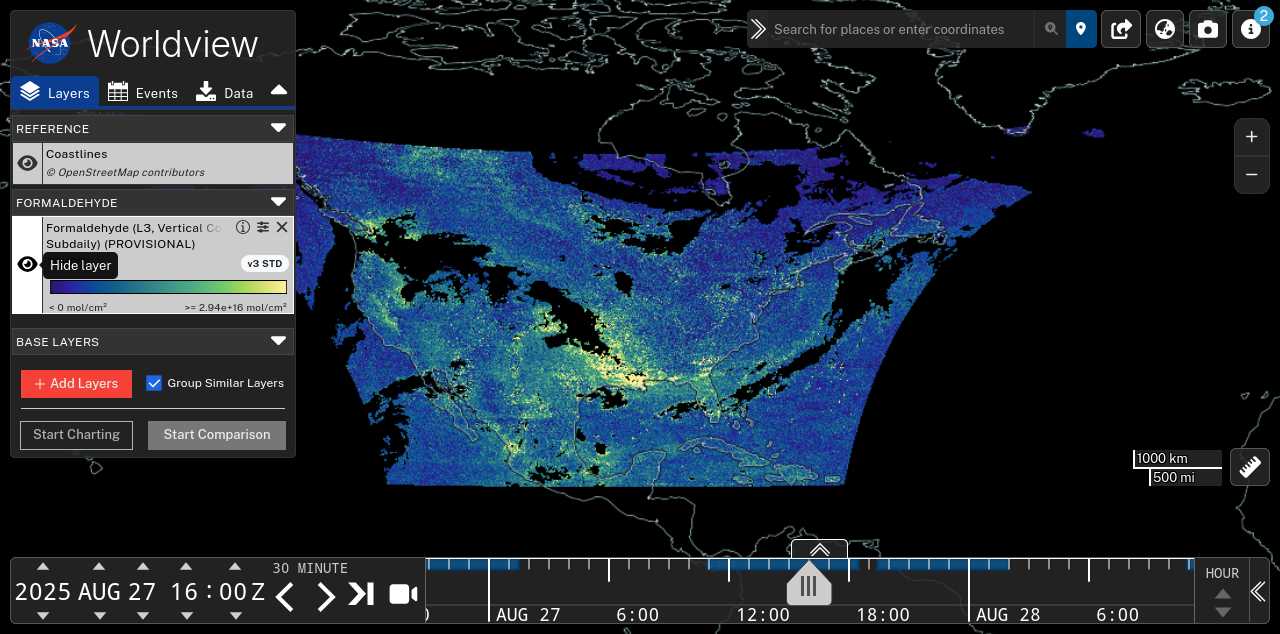 NASA
Worldview
Layers
Events
Data
REFERENCE
Coastlines
© OpenStreetMap contributors
FORMALDEHYDE
Formaldehyde (L3, Vertical Co
Subdaily) (PROVISIONAL)
Hide layer
v3 STD
< 0 mol/cm²
>= 2.94e+16 mol/cm²
BASE LAYERS
+ Add Layers
Group Similar Layers
Start Charting
Start Comparison
Search for places or enter coordinates
2
+
−
1000 km
500 mi
2025 AUG 27 16 : 00 Z
30 MINUTE
AUG 27
6:00
12:00
18:00
AUG 28
6:00
HOUR